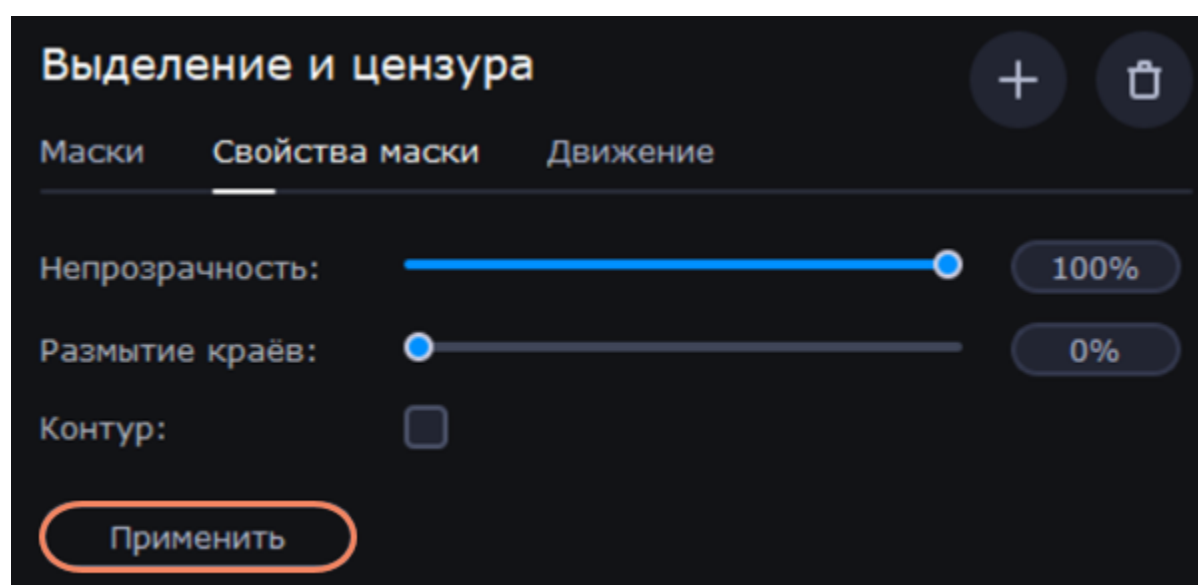 Выделение и цензура
Маски Свойства маски Движение
Непрозрачность: 100%
Размытие краёв: 0%
Контур:
Применить